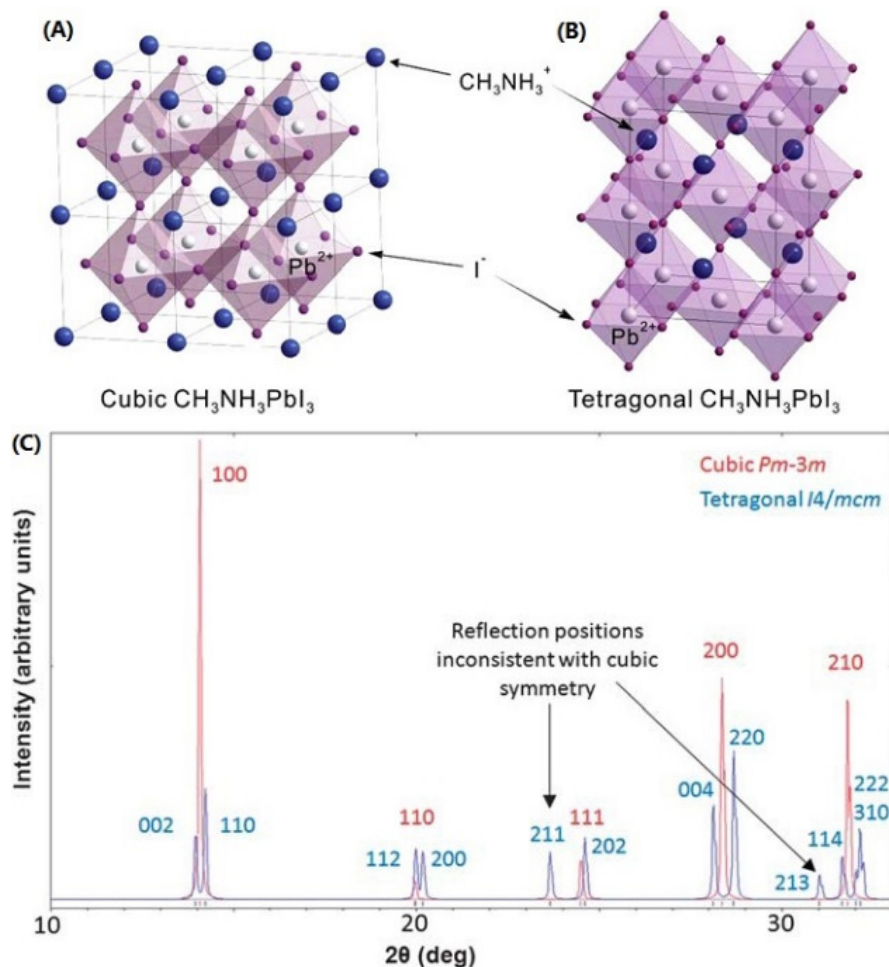 (A)
(B)
CH₃NH₃⁺
Pb²⁺
I⁻
Pb²⁺
Cubic CH₃NH₃PbI₃
Tetragonal CH₃NH₃PbI₃
(C)
100
Cubic Pm-3m
Tetragonal I4/mcm
Reflection positions
inconsistent with cubic
symmetry
200
210
220
004
222
002
110
110
111
114
310
112
200
211
202
213
10
20
30
2θ (deg)
Intensity (arbitrary units)